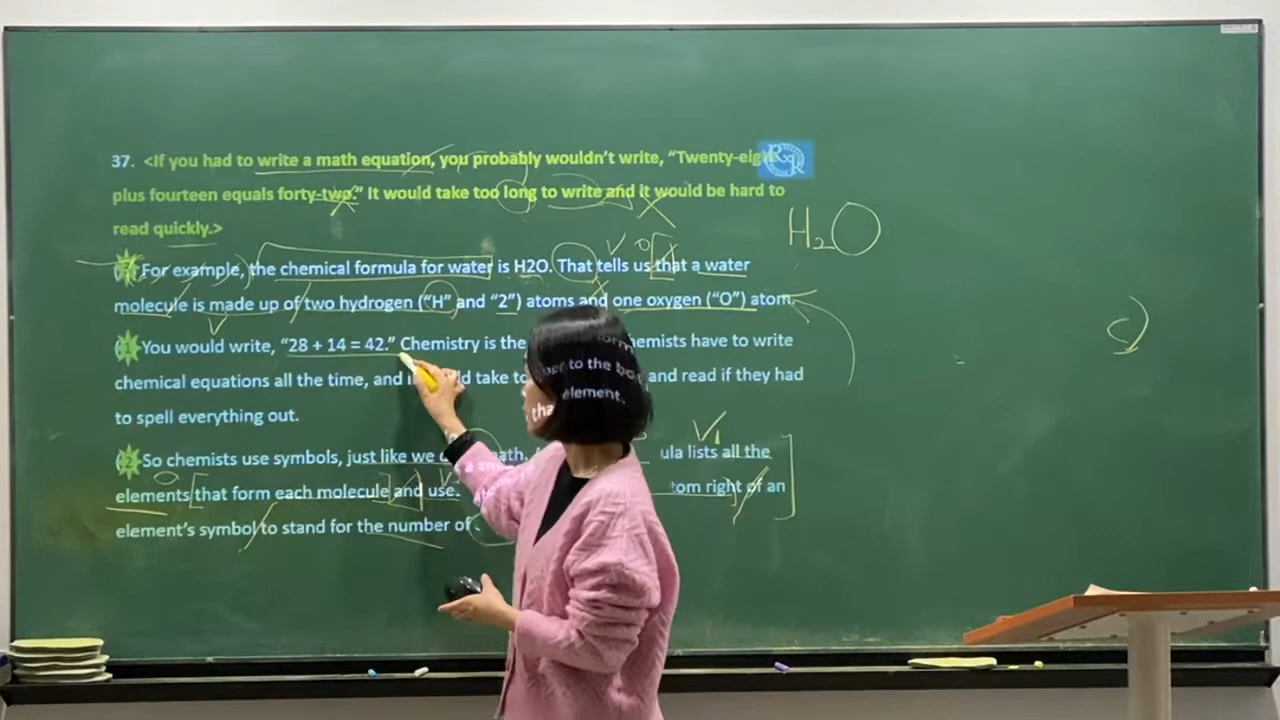 37. <If you had to write a math equation, you probably wouldn't write, "Twenty-eight
plus fourteen equals forty-two." It would take too long to write and it would be hard to
read quickly.>
For example, the chemical formula for water is H2O. That tells us that a water
molecule is made up of two hydrogen ("H" and "2") atoms and one oxygen ("O") atom.
H₂O
You would write, "28 + 14 = 42." Chemistry is the chemists have to write
chemical equations all the time, and it would take to and read if they had
to spell everything out.
So chemists use symbols, just like we math. lists all the
elements that form each molecule and use. right of an
element's symbol to stand for the number of
to the
element.
tha
c)